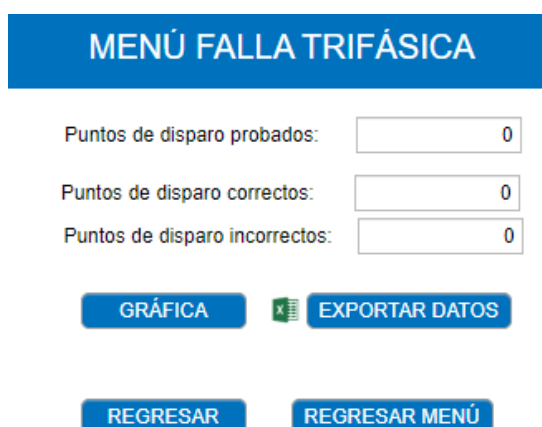 MENÚ FALLA TRIFÁSICA
Puntos de disparo probados: 0
Puntos de disparo correctos: 0
Puntos de disparo incorrectos: 0
GRÁFICA EXPORTAR DATOS
REGRESAR REGRESAR MENÚ